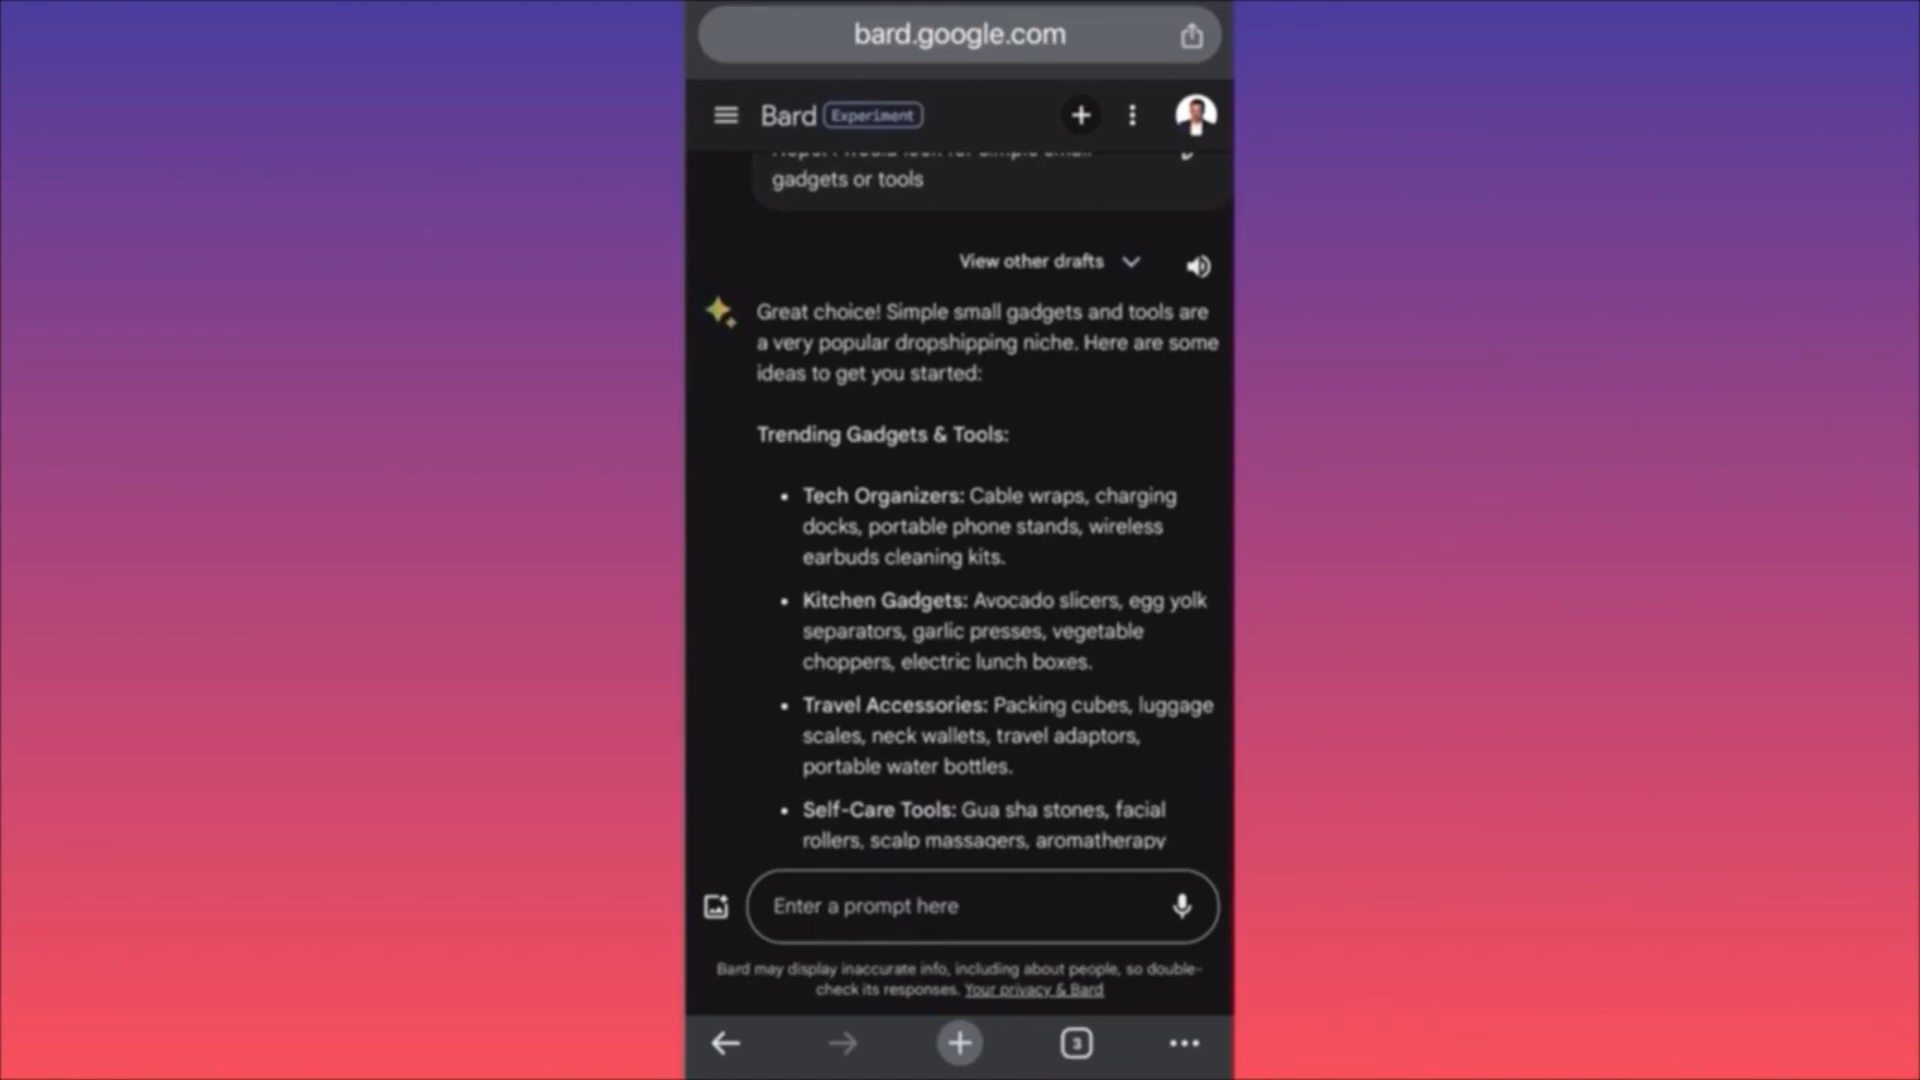 bard.google.com
Bard Experiment
gadgets or tools
View other drafts
Great choice! Simple small gadgets and tools are
a very popular dropshipping niche. Here are some
ideas to get you started:
Trending Gadgets & Tools:
• Tech Organizers: Cable wraps, charging
docks, portable phone stands, wireless
earbuds cleaning kits.
• Kitchen Gadgets: Avocado slicers, egg yolk
separators, garlic presses, vegetable
choppers, electric lunch boxes.
• Travel Accessories: Packing cubes, luggage
scales, neck wallets, travel adaptors,
portable water bottles.
• Self-Care Tools: Gua sha stones, facial
rollers, scalp massagers, aromatherapy
Enter a prompt here
Bard may display inaccurate info, including about people, so double-
check its responses. Your privacy & Bard
3